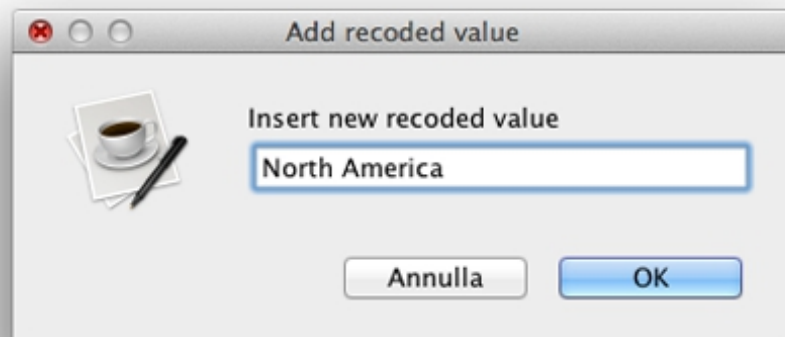 Add recoded value
Insert new recoded value
North America
Annulla OK